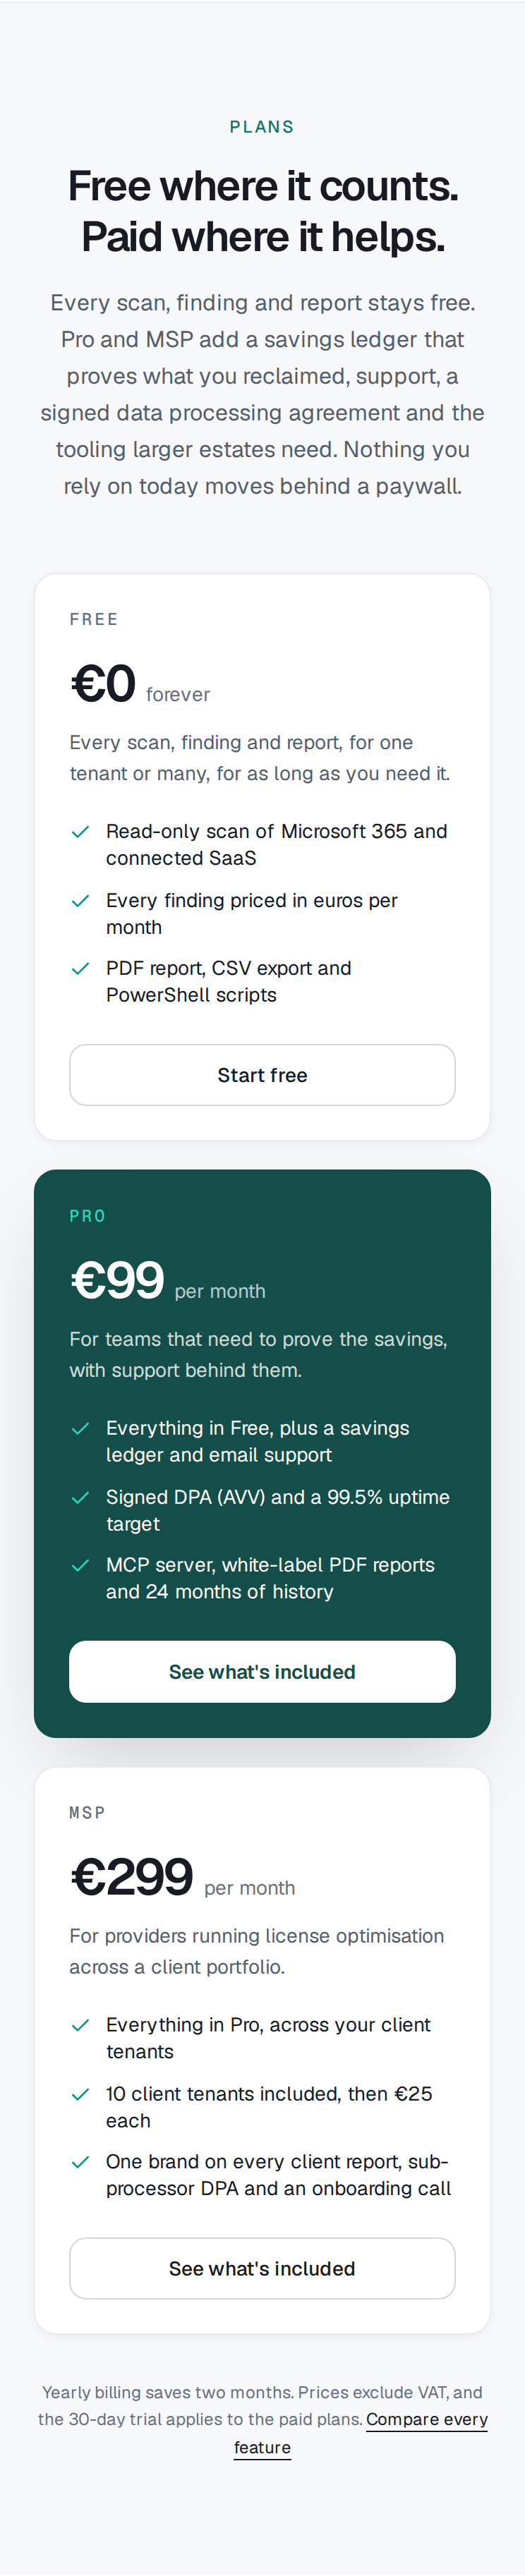 PLANS
Free where it counts.
Paid where it helps.
Every scan, finding and report stays free.
Pro and MSP add a savings ledger that
proves what you reclaimed, support, a
signed data processing agreement and the
tooling larger estates need. Nothing you
rely on today moves behind a paywall.
FREE
€0 forever
Every scan, finding and report, for one
tenant or many, for as long as you need it.
Read-only scan of Microsoft 365 and
connected SaaS
Every finding priced in euros per
month
PDF report, CSV export and
PowerShell scripts
Start free
PRO
€99 per month
For teams that need to prove the savings,
with support behind them.
Everything in Free, plus a savings
ledger and email support
Signed DPA (AVV) and a 99.5% uptime
target
MCP server, white-label PDF reports
and 24 months of history
See what's included
MSP
€299 per month
For providers running license optimisation
across a client portfolio.
Everything in Pro, across your client
tenants
10 client tenants included, then €25
each
One brand on every client report, sub-
processor DPA and an onboarding call
See what's included
Yearly billing saves two months. Prices exclude VAT, and
the 30-day trial applies to the paid plans. Compare every
feature